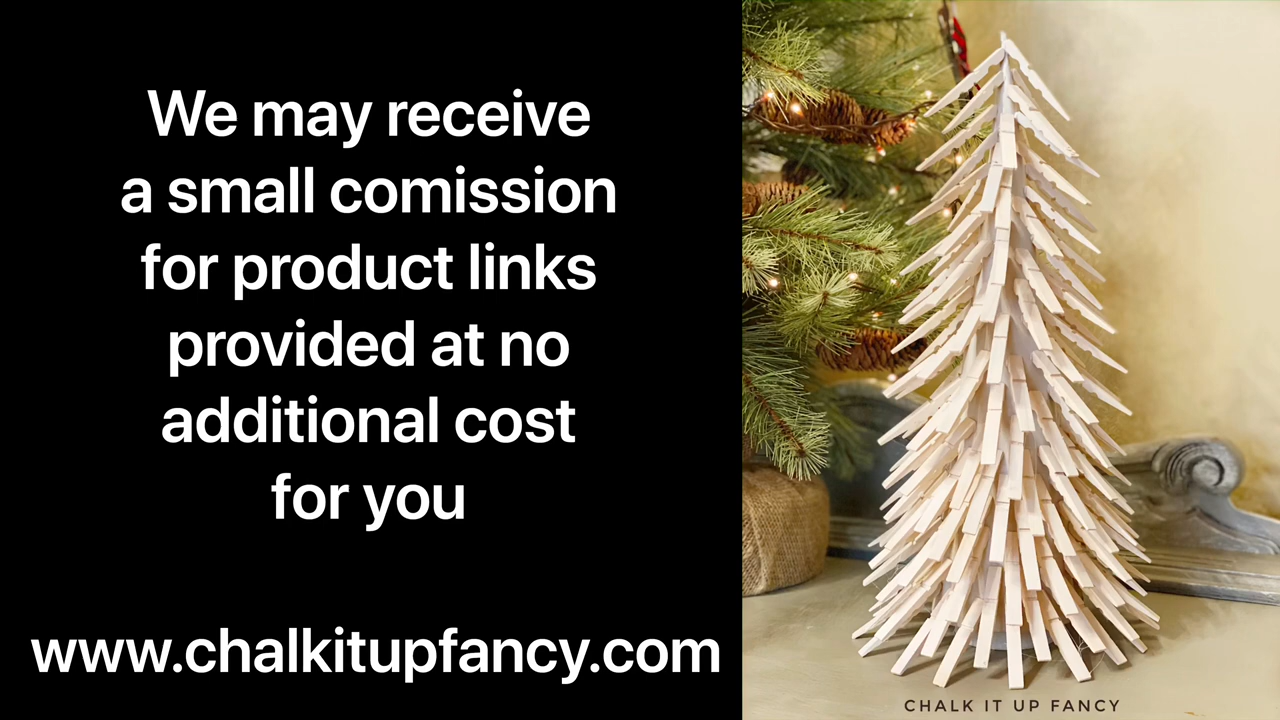 We may receive
a small comission
for product links
provided at no
additional cost
for you
www.chalkitupfancy.com
CHALK IT UP FANCY